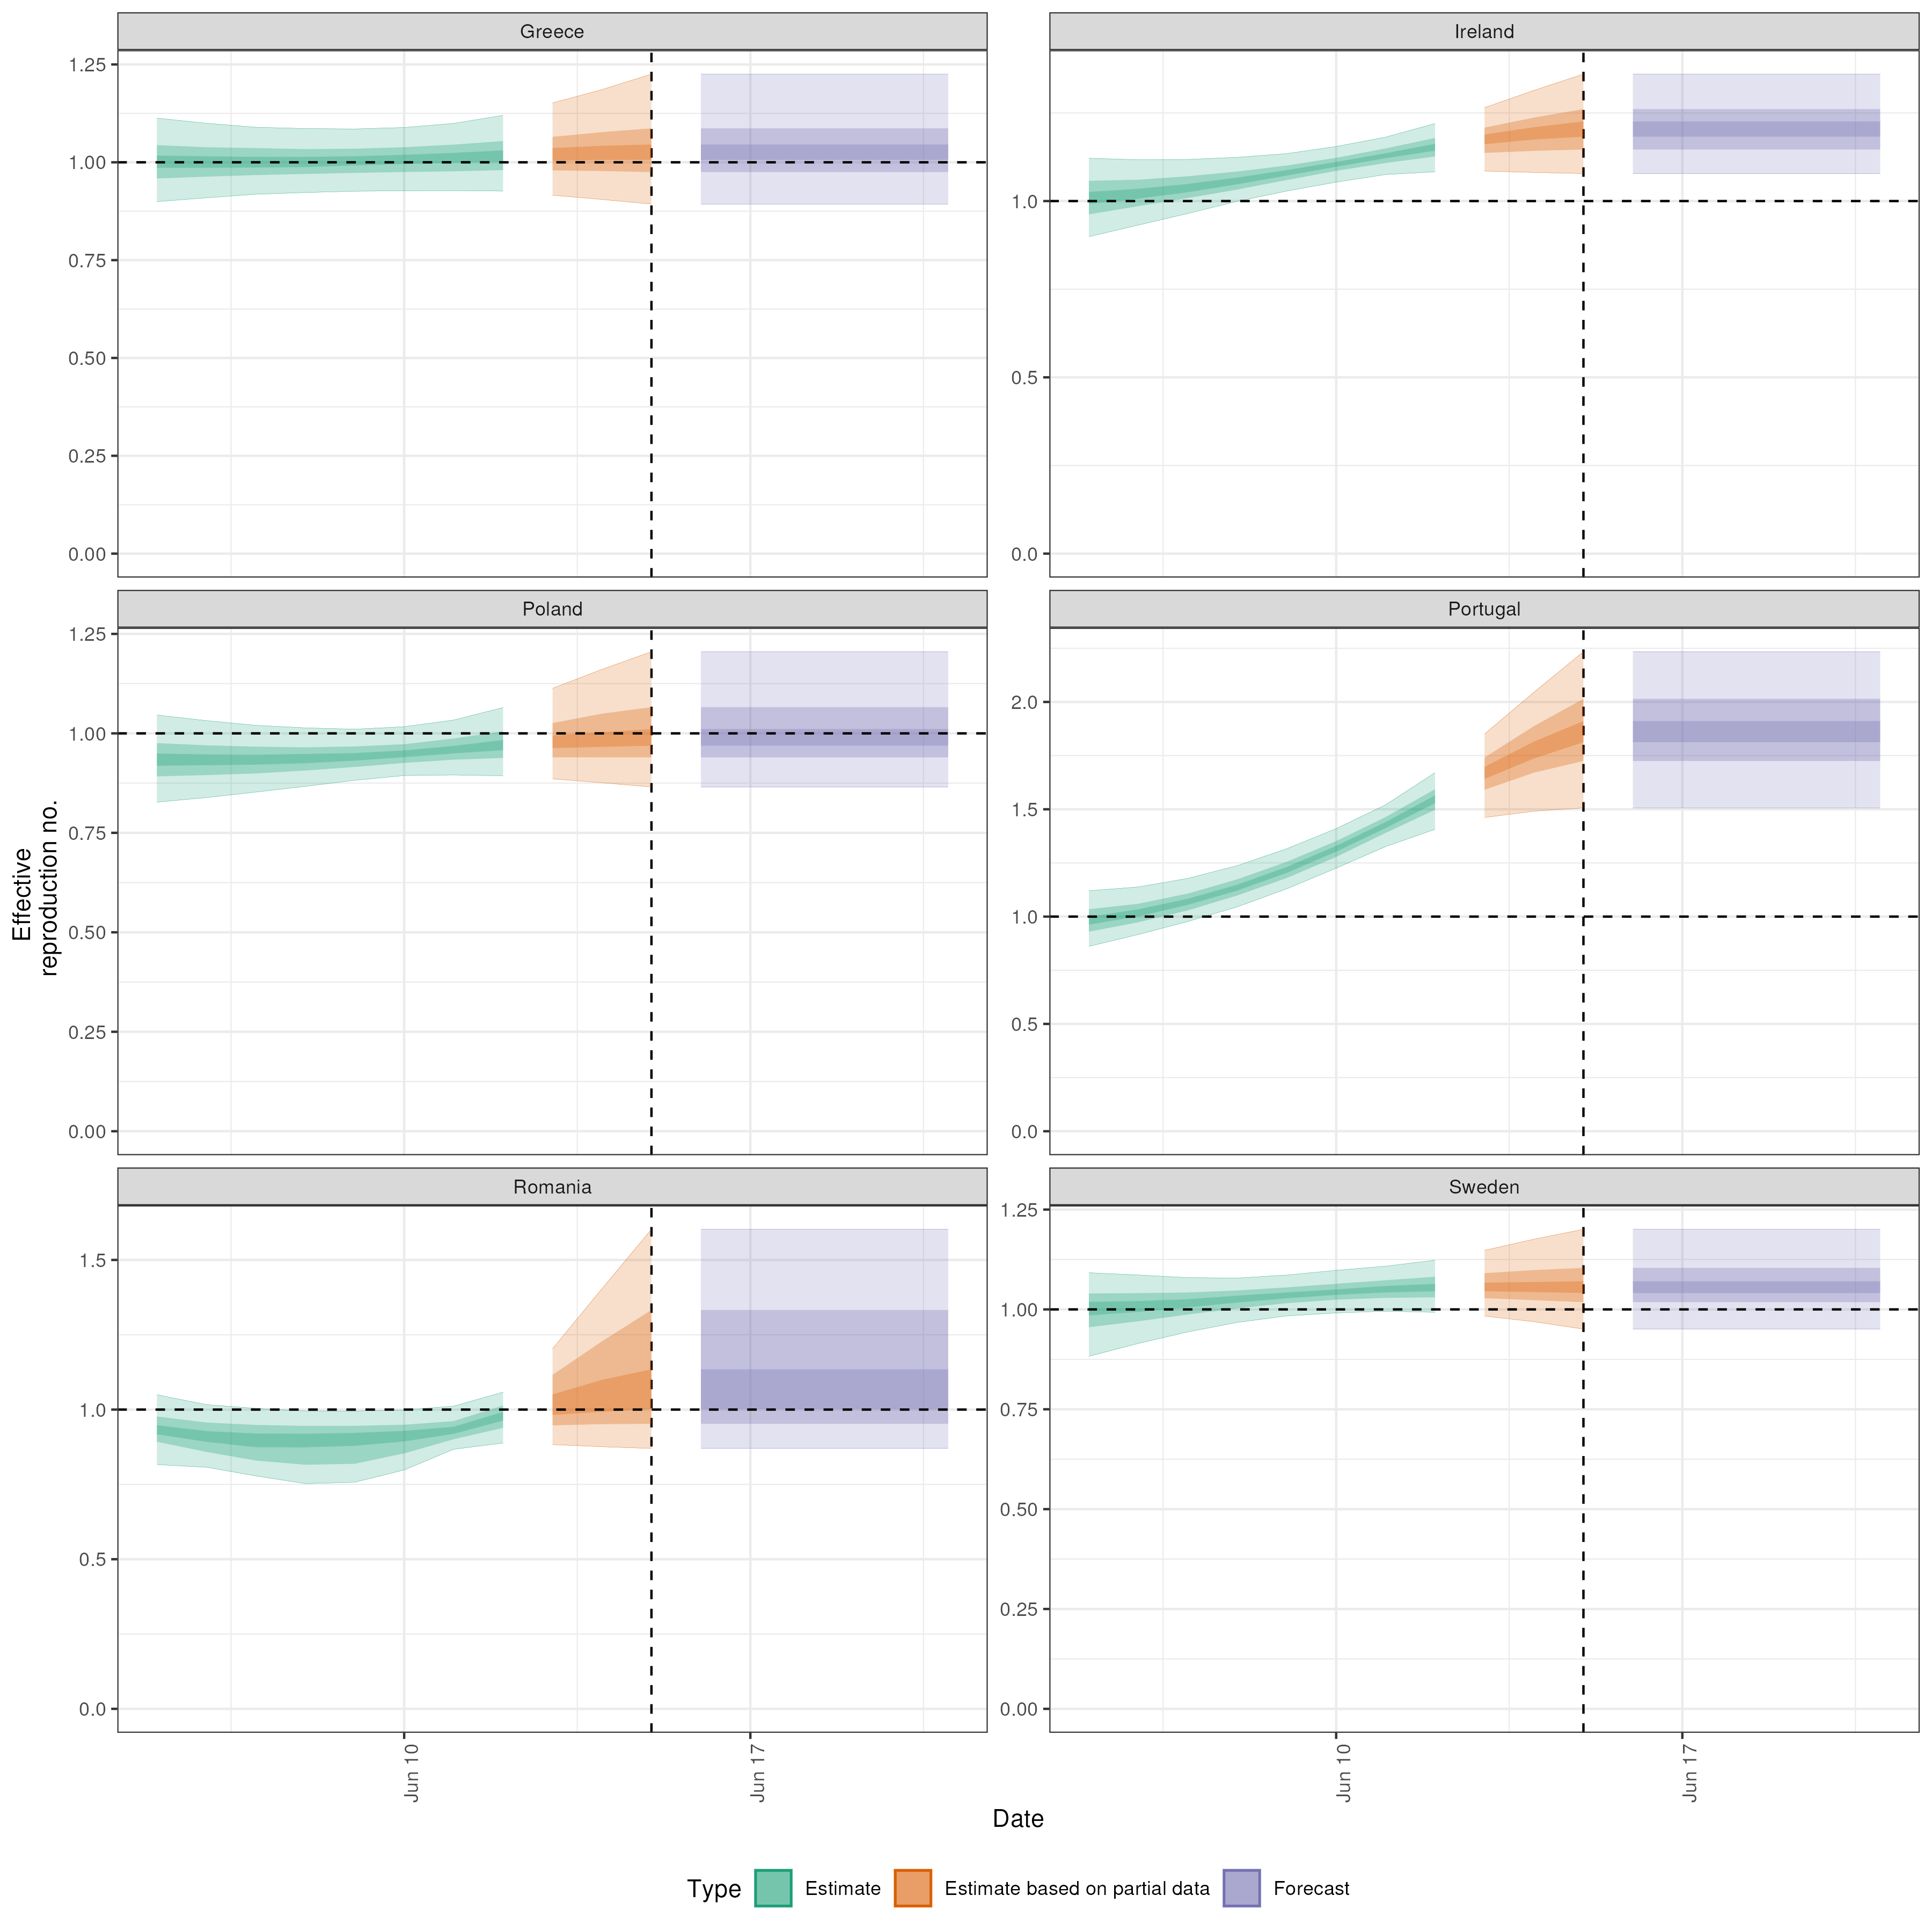 Greece
Ireland
1.25
1.00
0.75
0.50
0.25
0.00
1.0
0.5
0.0
Poland
Portugal
1.25
1.00
0.75
0.50
0.25
0.00
2.0
1.5
1.0
0.5
0.0
Effective
reproduction no.
Romania
Sweden
1.5
1.0
0.5
0.0
1.25
1.00
0.75
0.50
0.25
0.00
Jun 10
Jun 17
Jun 10
Jun 17
Date
Type Estimate Estimate based on partial data Forecast